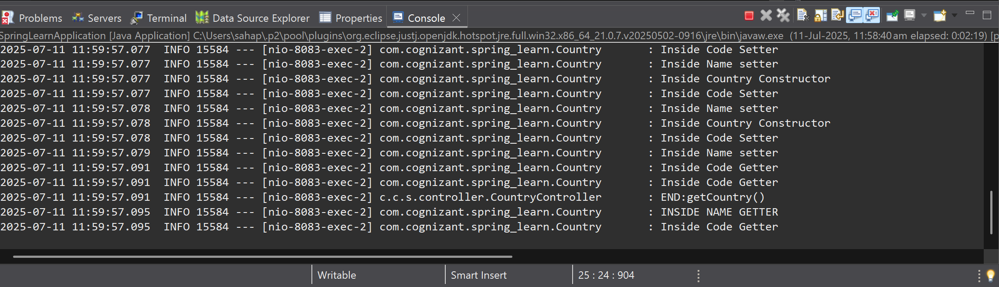 Problems Servers Terminal Data Source Explorer Properties Console
SpringLearnApplication [Java Application] C:\Users\sahap\.p2\pool\plugins\org.eclipse.justj.openjdk.hotspot.jre.full.win32.x86_64_21.0.7.v20250502-0916\jre\bin\javaw.exe (11-Jul-2025, 11:58:40 am elapsed: 0:02:19) [p
2025-07-11 11:59:57.077  INFO 15584 --- [nio-8083-exec-2] com.cognizant.spring_learn.Country       : Inside Code Setter
2025-07-11 11:59:57.077  INFO 15584 --- [nio-8083-exec-2] com.cognizant.spring_learn.Country       : Inside Name setter
2025-07-11 11:59:57.077  INFO 15584 --- [nio-8083-exec-2] com.cognizant.spring_learn.Country       : Inside Country Constructor
2025-07-11 11:59:57.077  INFO 15584 --- [nio-8083-exec-2] com.cognizant.spring_learn.Country       : Inside Code Setter
2025-07-11 11:59:57.078  INFO 15584 --- [nio-8083-exec-2] com.cognizant.spring_learn.Country       : Inside Name setter
2025-07-11 11:59:57.078  INFO 15584 --- [nio-8083-exec-2] com.cognizant.spring_learn.Country       : Inside Country Constructor
2025-07-11 11:59:57.078  INFO 15584 --- [nio-8083-exec-2] com.cognizant.spring_learn.Country       : Inside Code Setter
2025-07-11 11:59:57.079  INFO 15584 --- [nio-8083-exec-2] com.cognizant.spring_learn.Country       : Inside Name setter
2025-07-11 11:59:57.091  INFO 15584 --- [nio-8083-exec-2] com.cognizant.spring_learn.Country       : Inside Code Getter
2025-07-11 11:59:57.091  INFO 15584 --- [nio-8083-exec-2] com.cognizant.spring_learn.Country       : Inside Code Getter
2025-07-11 11:59:57.091  INFO 15584 --- [nio-8083-exec-2] c.c.s.controller.CountryController       : END:getCountry()
2025-07-11 11:59:57.095  INFO 15584 --- [nio-8083-exec-2] com.cognizant.spring_learn.Country       : INSIDE NAME GETTER
2025-07-11 11:59:57.095  INFO 15584 --- [nio-8083-exec-2] com.cognizant.spring_learn.Country       : Inside Code Getter
Writable Smart Insert 25 : 24 : 904